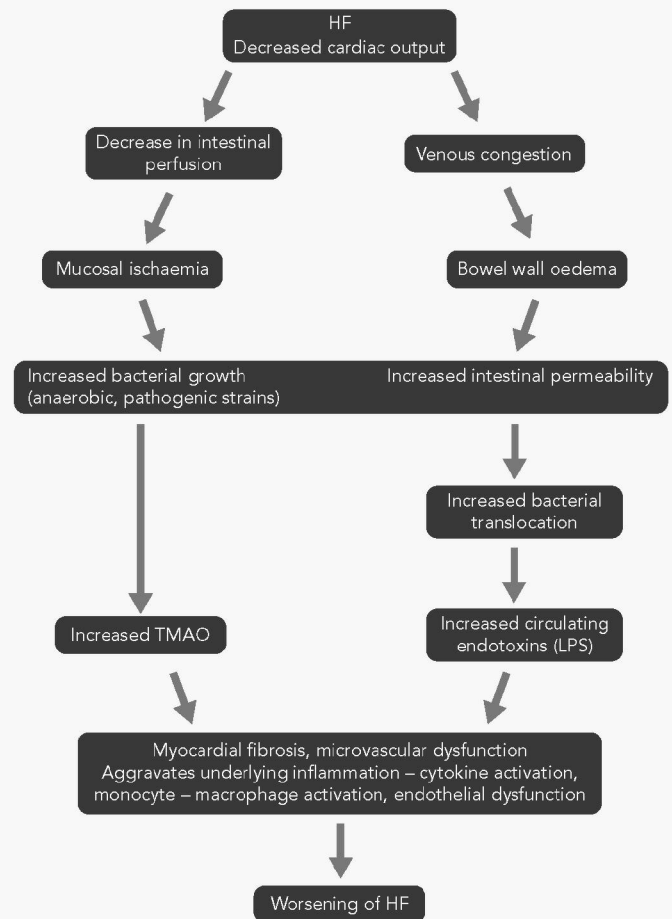 HF
Decreased cardiac output
Decrease in intestinal
perfusion
Venous congestion
Mucosal ischaemia
Bowel wall oedema
Increased bacterial growth
(anaerobic, pathogenic strains)
Increased intestinal permeability
Increased bacterial
translocation
Increased TMAO
Increased circulating
endotoxins (LPS)
Myocardial fibrosis, microvascular dysfunction
Aggravates underlying inflammation – cytokine activation,
monocyte – macrophage activation, endothelial dysfunction
Worsening of HF